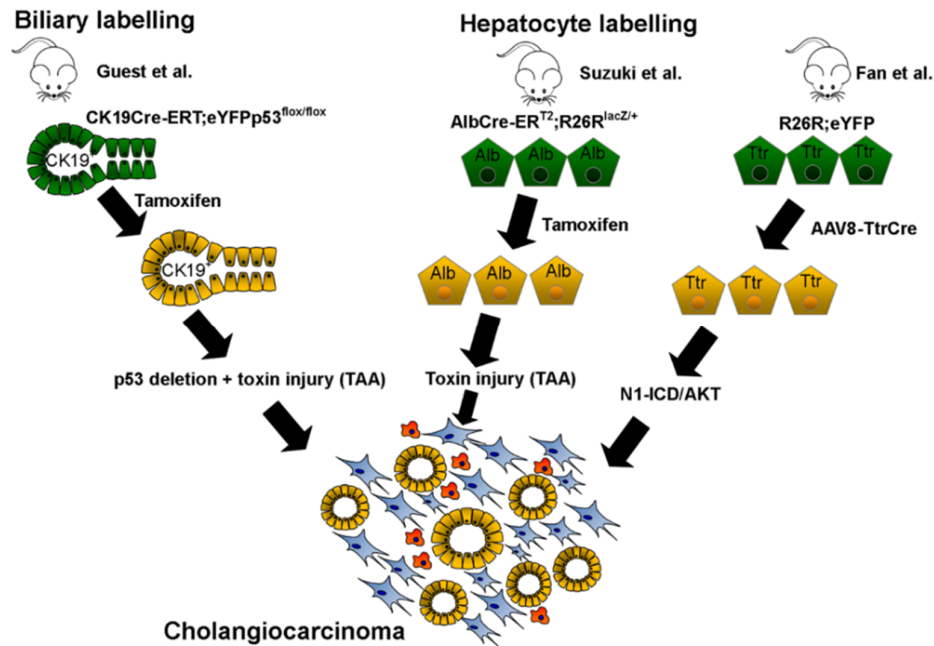 Biliary labelling
Hepatocyte labelling
Guest et al.
Suzuki et al.
Fan et al.
CK19Cre-ERT;eYFPp53flox/flox
AlbCre-ERT2;R26RlacZ/+
R26R;eYFP
CK19+
Alb Alb Alb
Ttr Ttr Ttr
Tamoxifen
Tamoxifen
AAV8-TtrCre
CK19+
Alb Alb Alb
Ttr Ttr Ttr
p53 deletion + toxin injury (TAA)
Toxin injury (TAA)
N1-ICD/AKT
Cholangiocarcinoma